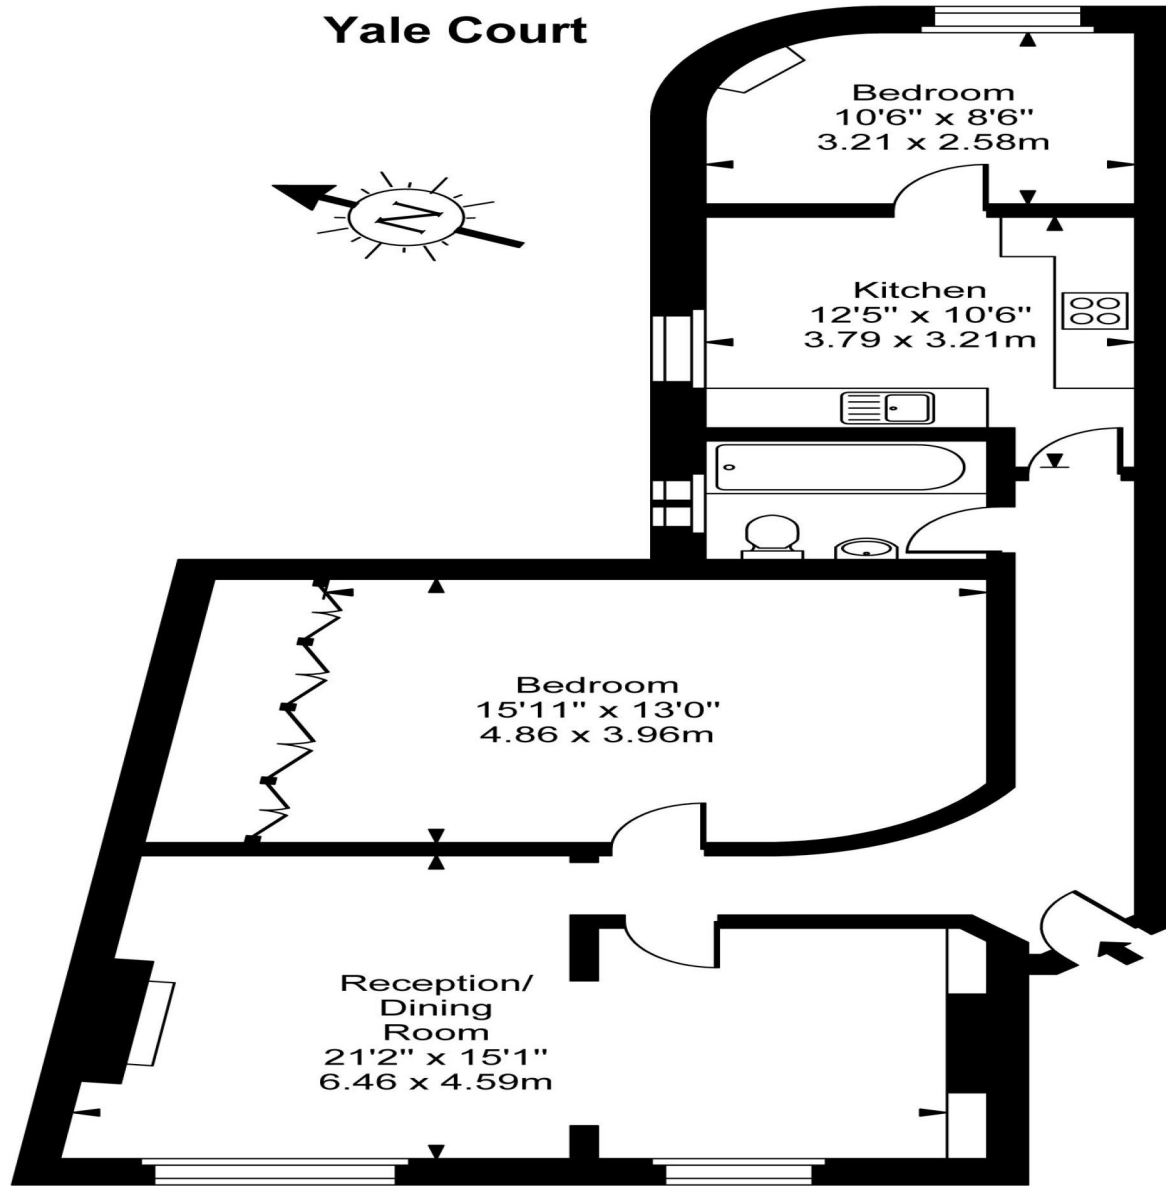 Yale Court
Bedroom
10'6" x 8'6"
3.21 x 2.58m
N
Kitchen
12'5" x 10'6"
3.79 x 3.21m
Bedroom
15'11" x 13'0"
4.86 x 3.96m
Reception/
Dining
Room
21'2" x 15'1"
6.46 x 4.59m